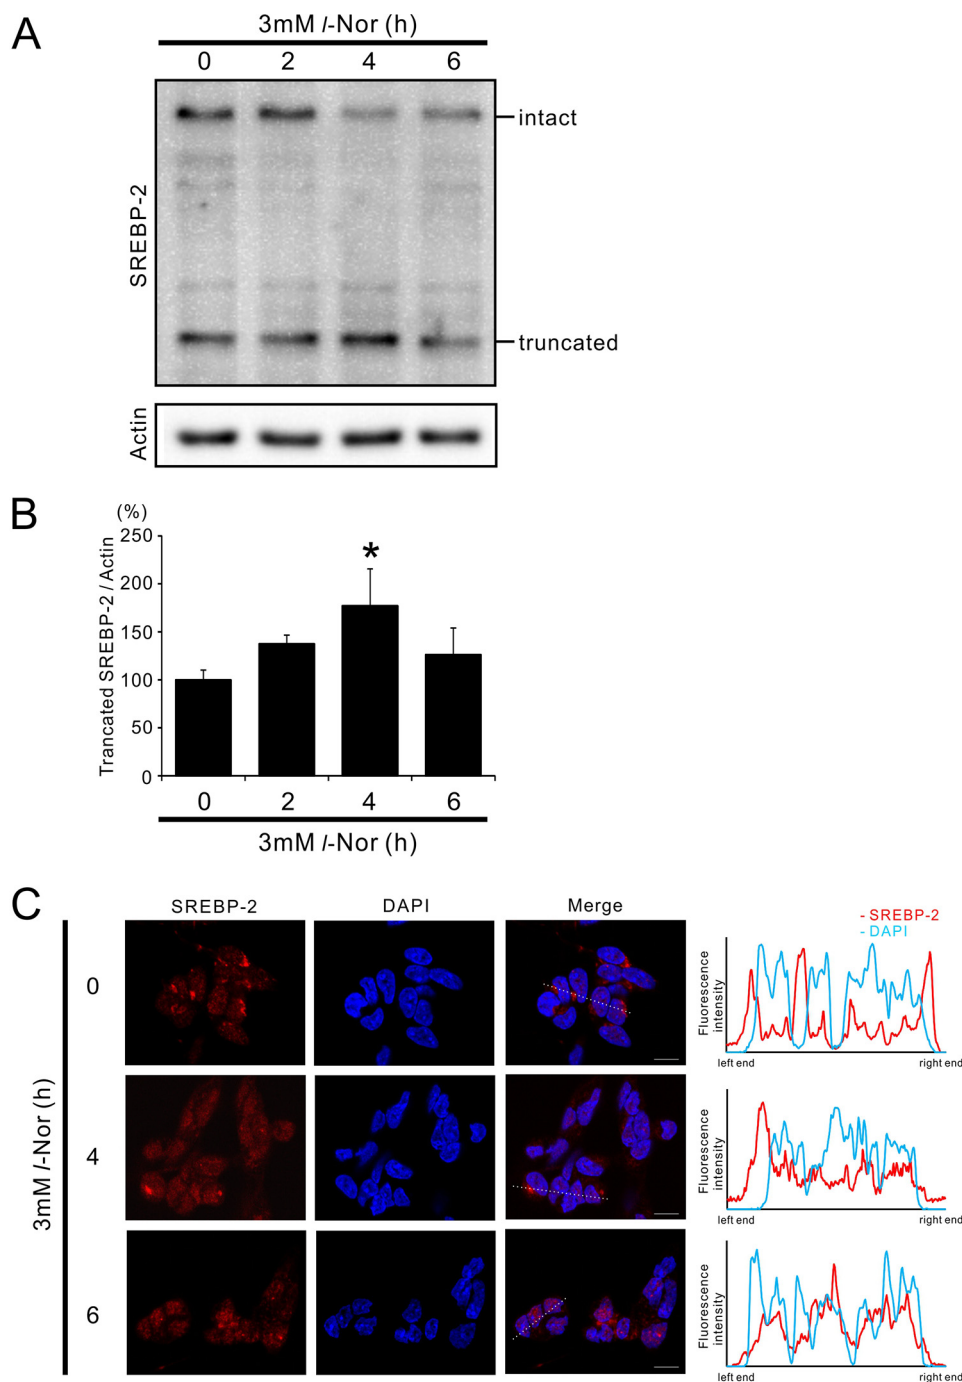 A
3mM l-Nor (h)
0 2 4 6
SREBP-2
intact
truncated
Actin
B
(%)
Trancated SREBP-2 / Actin
250
200
150
100
50
0
0 2 4 6
3mM l-Nor (h)
C
SREBP-2 DAPI Merge
- SREBP-2
- DAPI
3mM l-Nor (h)
0
Fluorescence
intensity
left end right end
4
Fluorescence
intensity
left end right end
6
Fluorescence
intensity
left end right end